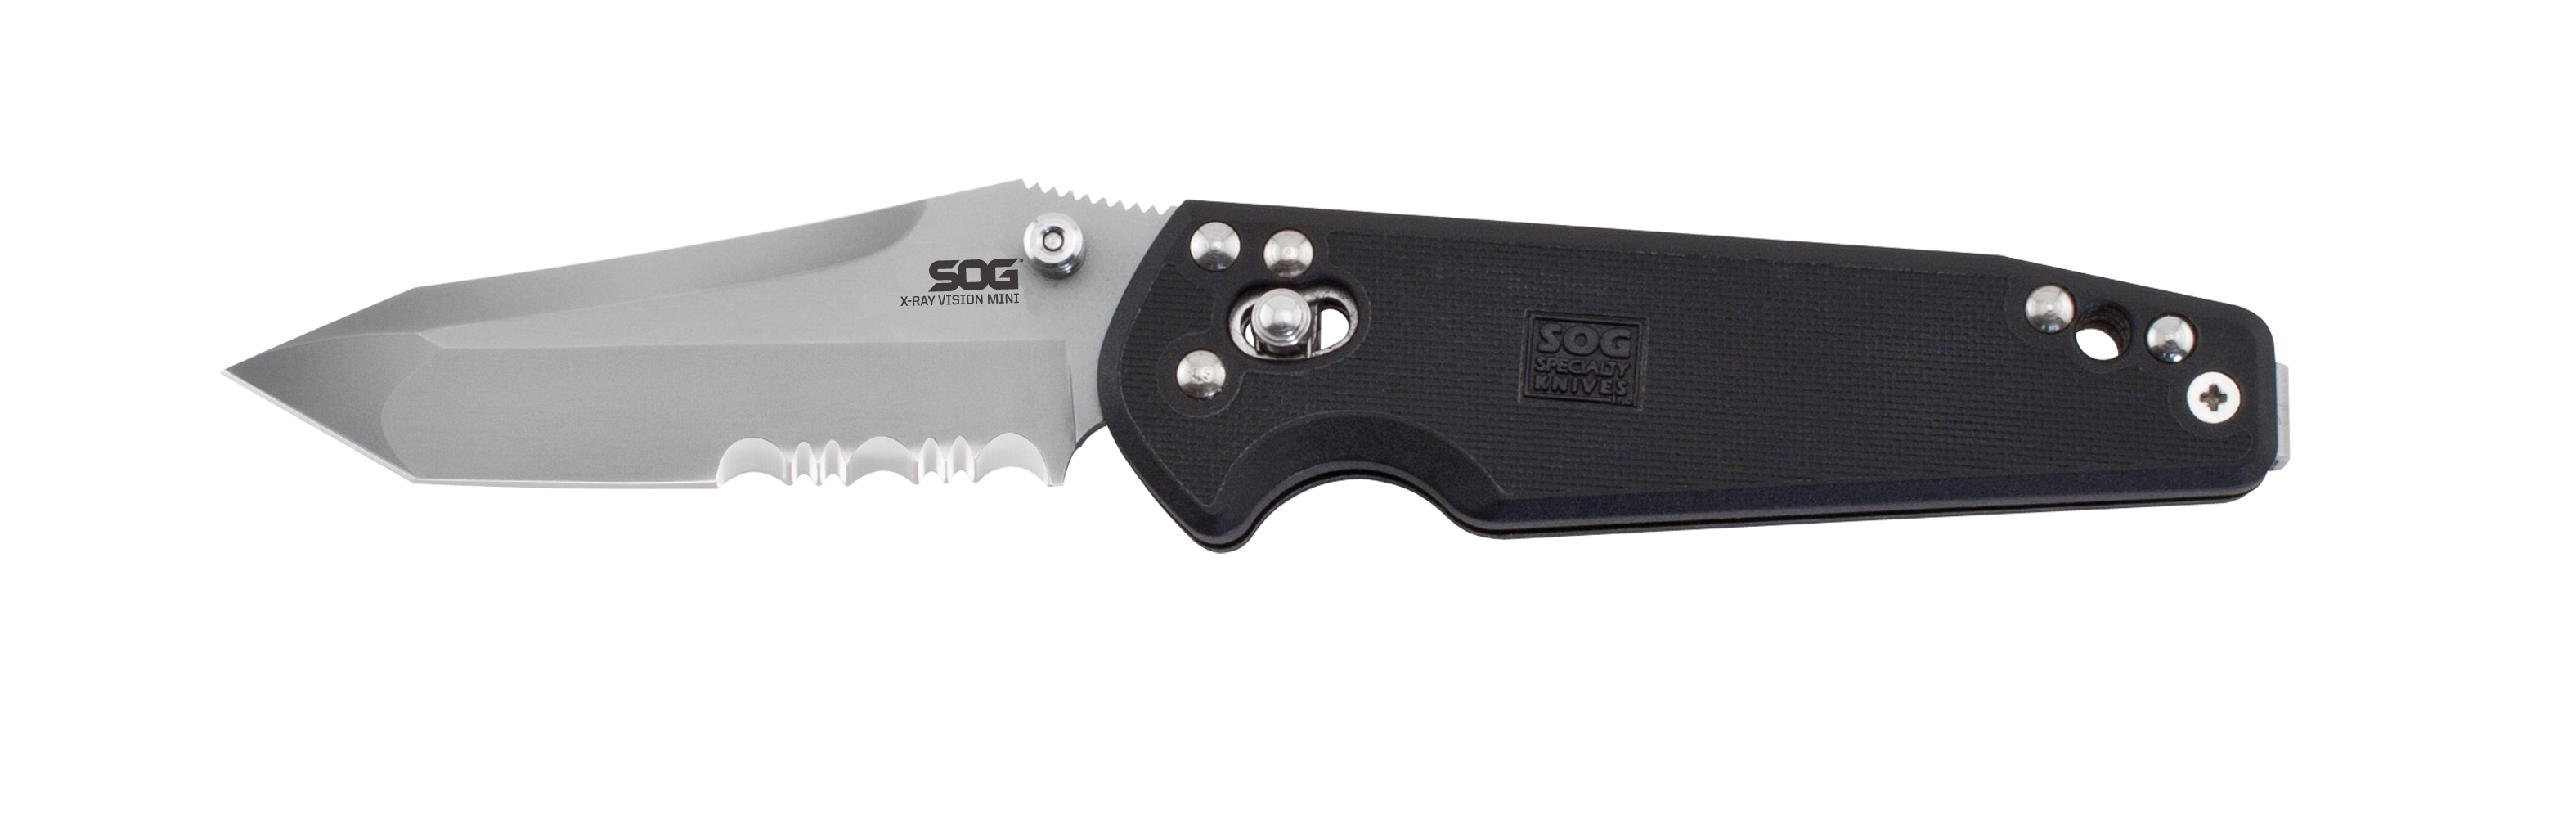 SOG
X-RAY VISION MINI
SOG
SPECIALTY
KNIVES